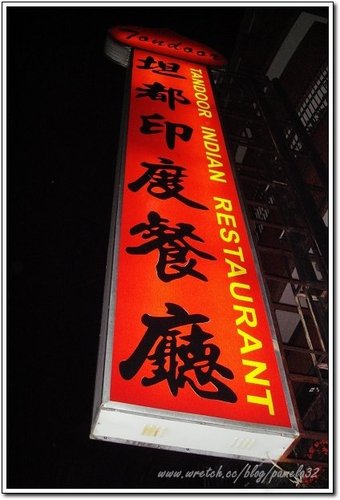 Tandoor
坦都印度餐廳
TANDOOR INDIAN RESTAURANT
www.wretch.cc/blog/pamela32